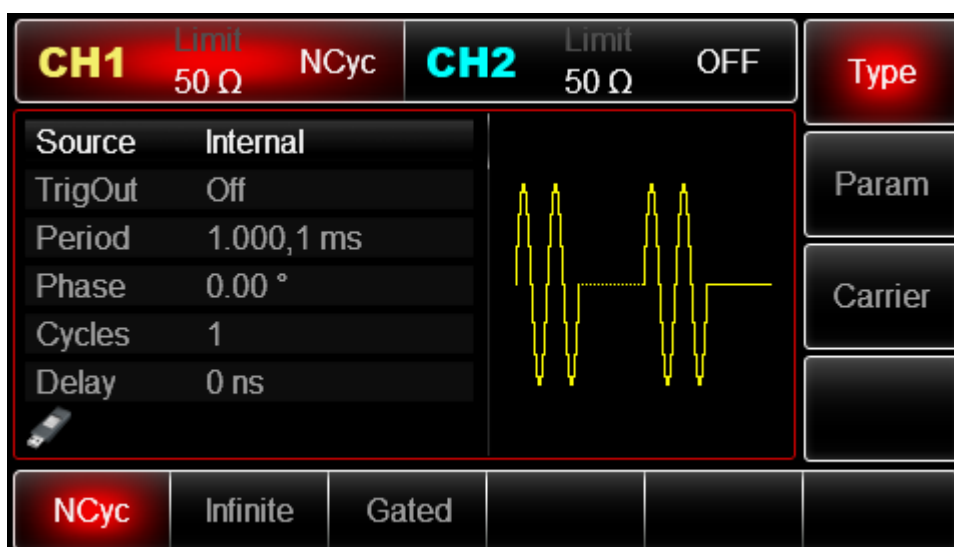 CH1 Limit 50 Ω NCyc CH2 Limit 50 Ω OFF
Type
Source Internal
TrigOut Off
Period 1.000,1 ms
Phase 0.00 °
Cycles 1
Delay 0 ns
Param
Carrier
NCyc Infinite Gated